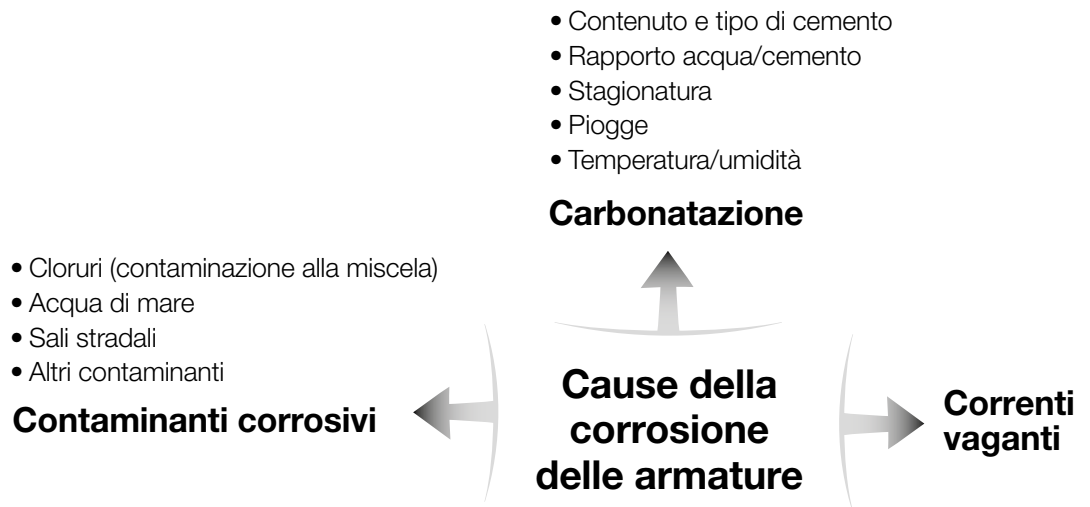 • Contenuto e tipo di cemento
• Rapporto acqua/cemento
• Stagionatura
• Piogge
• Temperatura/umidità
Carbonatazione
• Cloruri (contaminazione alla miscela)
• Acqua di mare
• Sali stradali
• Altri contaminanti
Contaminanti corrosivi
Cause della
corrosione
delle armature
Correnti
vaganti